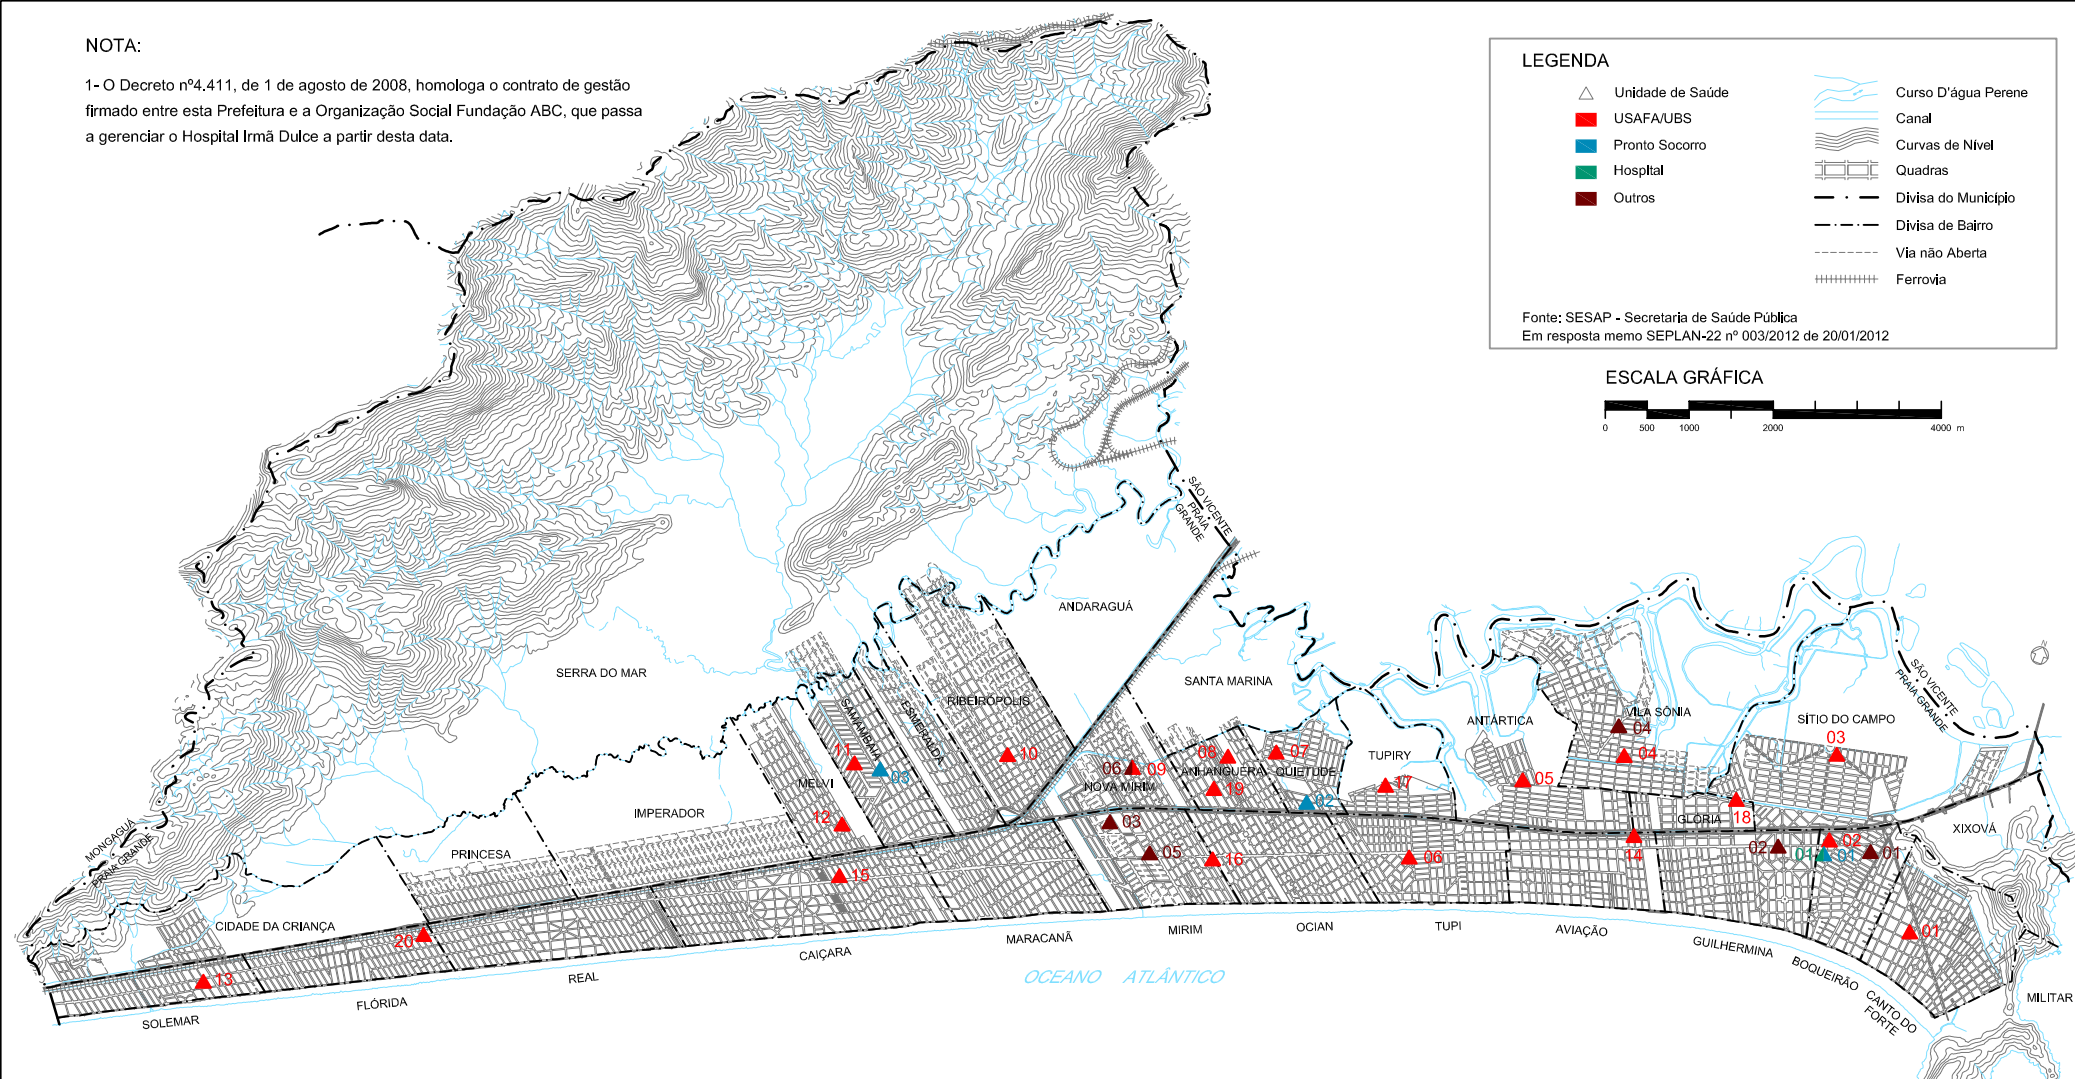 NOTA:
1- O Decreto nº4.411, de 1 de agosto de 2008, homologa o contrato de gestão
firmado entre esta Prefeitura e a Organização Social Fundação ABC, que passa
a gerenciar o Hospital Irmã Dulce a partir desta data.
LEGENDA
Unidade de Saúde
USAFA/UBS
Pronto Socorro
Hospital
Outros
Curso D'água Perene
Canal
Curvas de Nível
Quadras
Divisa do Município
Divisa de Bairro
Via não Aberta
Ferrovia
Fonte: SESAP - Secretaria de Saúde Pública
Em resposta memo SEPLAN-22 nº 003/2012 de 20/01/2012
ESCALA GRÁFICA
0 500 1000 2000 4000 m
SÃO VICENTE
PRAIA
GRANDE
ANDARAGUÁ
SERRA DO MAR
SANTA MARINA
SÃO VICENTE
PRAIA GRANDE
RIBEIRÓPOLIS
SAMAMBAIA
ESMERALDA
ANTÁRTICA
VILA SÔNIA
SÍTIO DO CAMPO
04
03
11
03
10
06
09
08
07
TUPIRY
04
MELVI
ANHANGUERA
QUIETUDE
NOVA MIRIM
19
17
05
02
18
IMPERADOR
12
03
GLÓRIA
XIXOVÁ
MONGAGUÁ
PRAIA GRANDE
PRINCESA
05
16
06
14
02
01
01
02
01
15
CIDADE DA CRIANÇA
20
13
01
SOLEMAR
FLÓRIDA
REAL
CAIÇARA
MARACANÃ
MIRIM
OCIAN
TUPI
AVIAÇÃO
GUILHERMINA
BOQUEIRÃO
CANTO DO
FORTE
MILITAR
OCEANO ATLÂNTICO